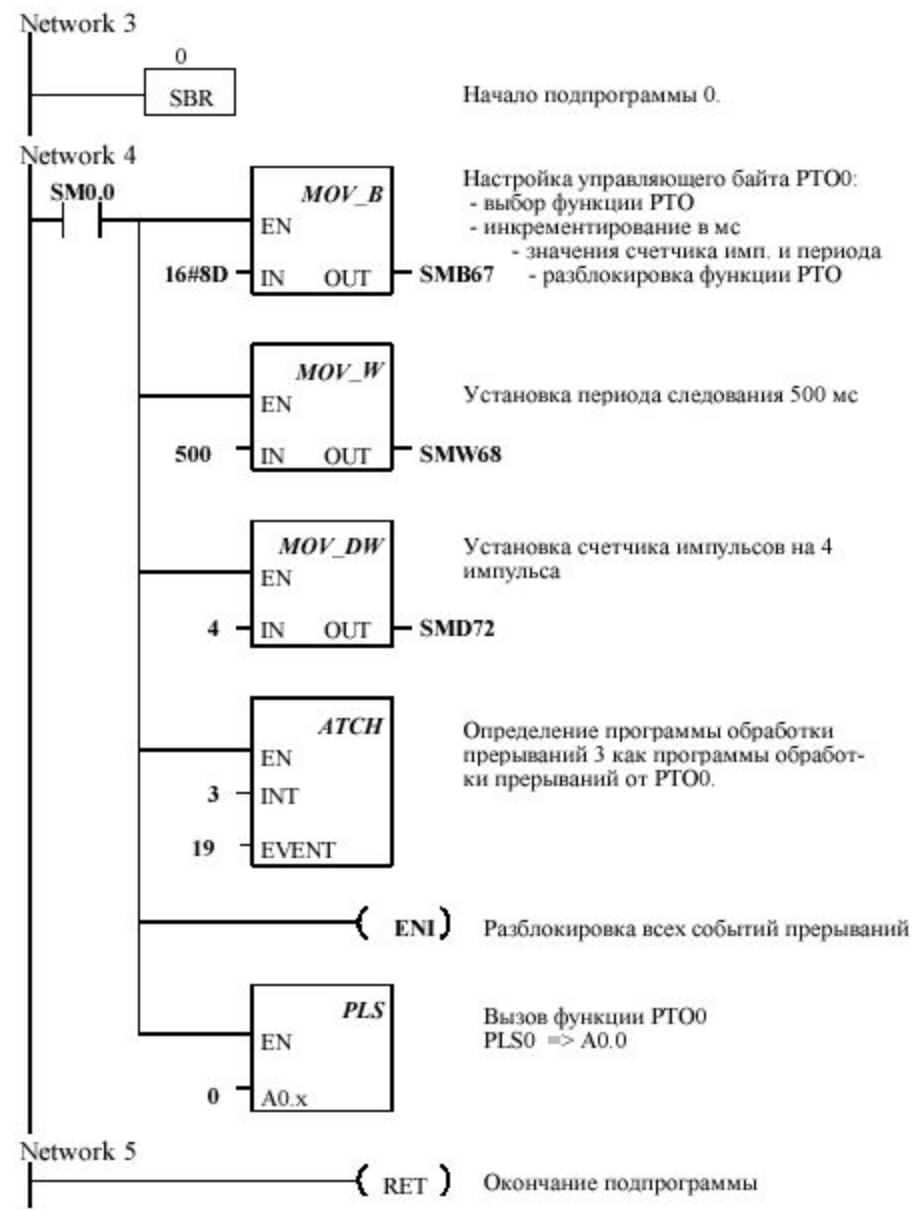 Network 3
0
SBR
Начало подпрограммы 0.
Network 4
SM0.0
MOV_B
EN
16#8D IN OUT SMB67
Настройка управляющего байта PTO0:
- выбор функции PTO
- инкрементирование в мс
- значения счетчика имп. и периода
- разблокировка функции PTO
MOV_W
EN
500 IN OUT SMW68
Установка периода следования 500 мс
MOV_DW
EN
4 IN OUT SMD72
Установка счетчика импульсов на 4
импульса
ATCH
EN
3 INT
19 EVENT
Определение программы обработки
прерываний 3 как программы обработ-
ки прерываний от PTO0.
( ENI )
Разблокировка всех событий прерываний
PLS
EN
0 A0.x
Вызов функции PTO0
PLS0 => A0.0
Network 5
( RET )
Окончание подпрограммы